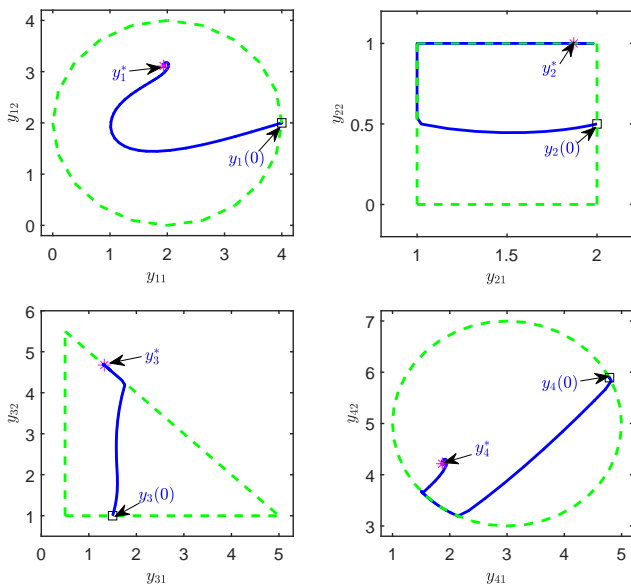 4
3
2
1
0
0 1 2 3 4
y₁₂
y₁₁
y₁*
y₁(0)
1
0.5
0
1 1.5 2
y₂₂
y₂₁
y₂*
y₂(0)
6
5
4
3
2
1
0
0 1 2 3 4 5
y₃₂
y₃₁
y₃*
y₃(0)
7
6
5
4
3
1 2 3 4 5
y₄₂
y₄₁
y₄(0)
y₄*